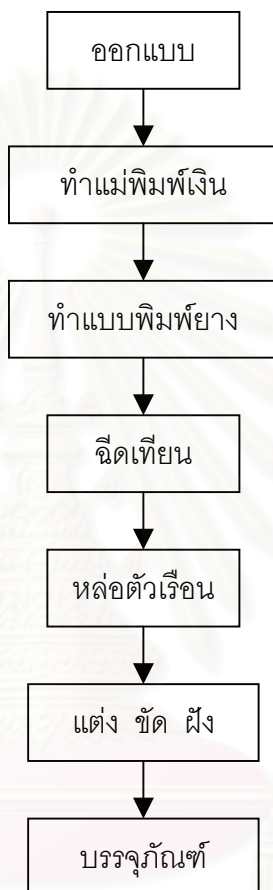 ออกแบบ
ทำแม่พิมพ์เงิน
ทำแบบพิมพ์ยาง
ฉีดเทียน
หล่อตัวเรือน
แต่ง ขัด ฝัง
บรรจุภัณฑ์